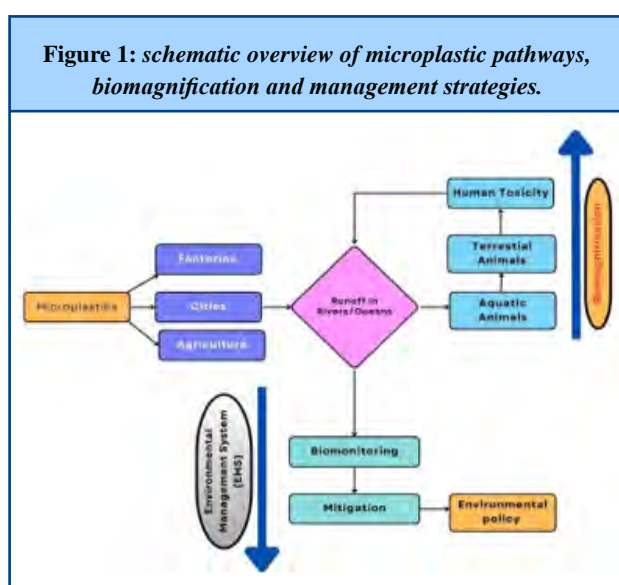 Figure 1: schematic overview of microplastic pathways,
biomagnification and management strategies.
Human Toxicity
Terrestial
Animals
Aquatic
Animals
Factories
Microplastics
Cities
Agriculture
Runoff in
Rivers/Oceans
Environmental
Management System
(EMS)
Biomonitoring
Mitigation
Environmental
policy